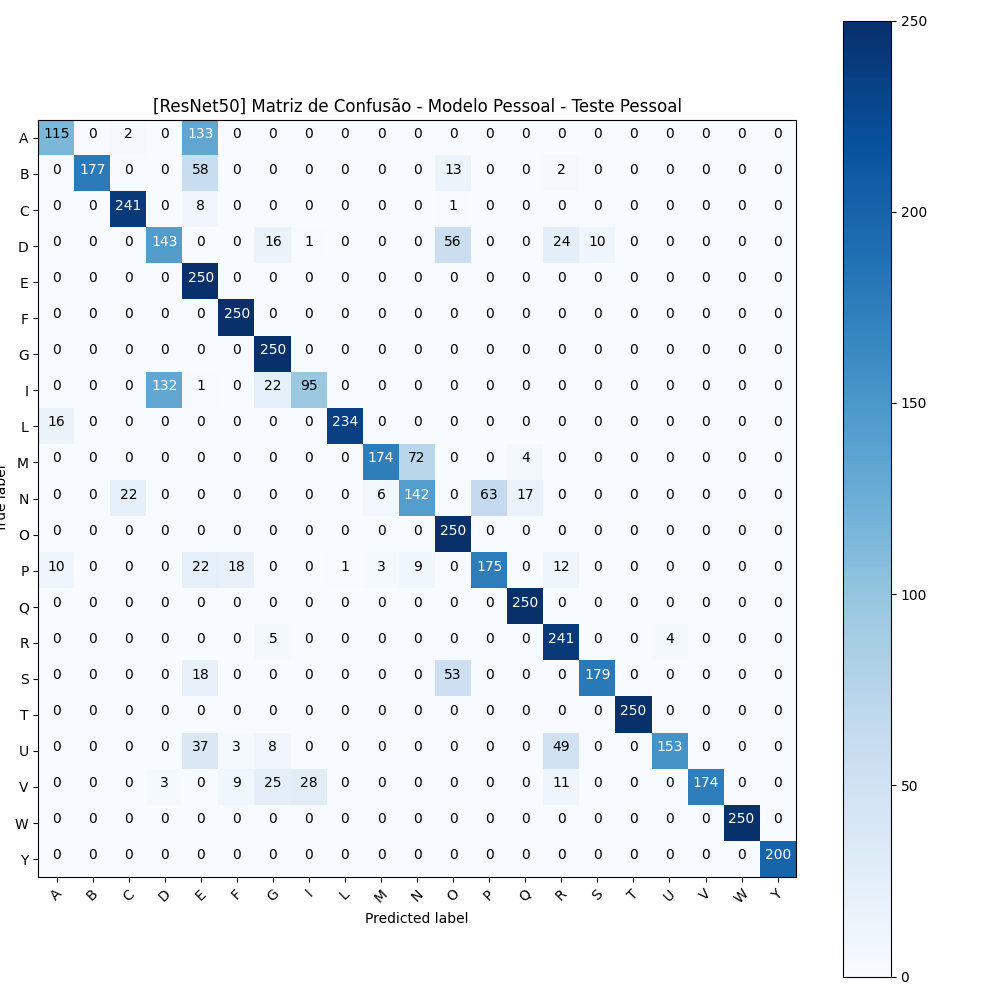 [ResNet50] Matriz de Confusão - Modelo Pessoal - Teste Pessoal
A 115 0 2 0 133 0 0 0 0 0 0 0 0 0 0 0 0 0 0 0 0
B 0 177 0 0 58 0 0 0 0 0 0 13 0 0 2 0 0 0 0 0 0
C 0 0 241 0 8 0 0 0 0 0 0 1 0 0 0 0 0 0 0 0 0
D 0 0 0 143 0 0 16 1 0 0 0 56 0 0 24 10 0 0 0 0 0
E 0 0 0 0 250 0 0 0 0 0 0 0 0 0 0 0 0 0 0 0 0
F 0 0 0 0 0 250 0 0 0 0 0 0 0 0 0 0 0 0 0 0 0
G 0 0 0 0 0 0 250 0 0 0 0 0 0 0 0 0 0 0 0 0 0
I 0 0 0 132 1 0 22 95 0 0 0 0 0 0 0 0 0 0 0 0 0
L 16 0 0 0 0 0 0 0 234 0 0 0 0 0 0 0 0 0 0 0 0
M 0 0 0 0 0 0 0 0 0 174 72 0 0 4 0 0 0 0 0 0 0
N 0 0 22 0 0 0 0 0 0 6 142 0 63 17 0 0 0 0 0 0 0
O 0 0 0 0 0 0 0 0 0 0 0 250 0 0 0 0 0 0 0 0 0
P 10 0 0 0 22 18 0 0 1 3 9 0 175 0 12 0 0 0 0 0 0
Q 0 0 0 0 0 0 0 0 0 0 0 0 0 250 0 0 0 0 0 0 0
R 0 0 0 0 0 0 5 0 0 0 0 0 0 0 241 0 0 4 0 0 0
S 0 0 0 0 18 0 0 0 0 0 0 53 0 0 0 179 0 0 0 0 0
T 0 0 0 0 0 0 0 0 0 0 0 0 0 0 0 0 250 0 0 0 0
U 0 0 0 0 37 3 8 0 0 0 0 0 0 0 49 0 0 153 0 0 0
V 0 0 0 3 0 9 25 28 0 0 0 0 0 0 11 0 0 0 174 0 0
W 0 0 0 0 0 0 0 0 0 0 0 0 0 0 0 0 0 0 0 250 0
Y 0 0 0 0 0 0 0 0 0 0 0 0 0 0 0 0 0 0 0 0 200
A B C D E F G I L M N O P Q R S T U V W Y
Predicted label
250
200
150
100
50
0